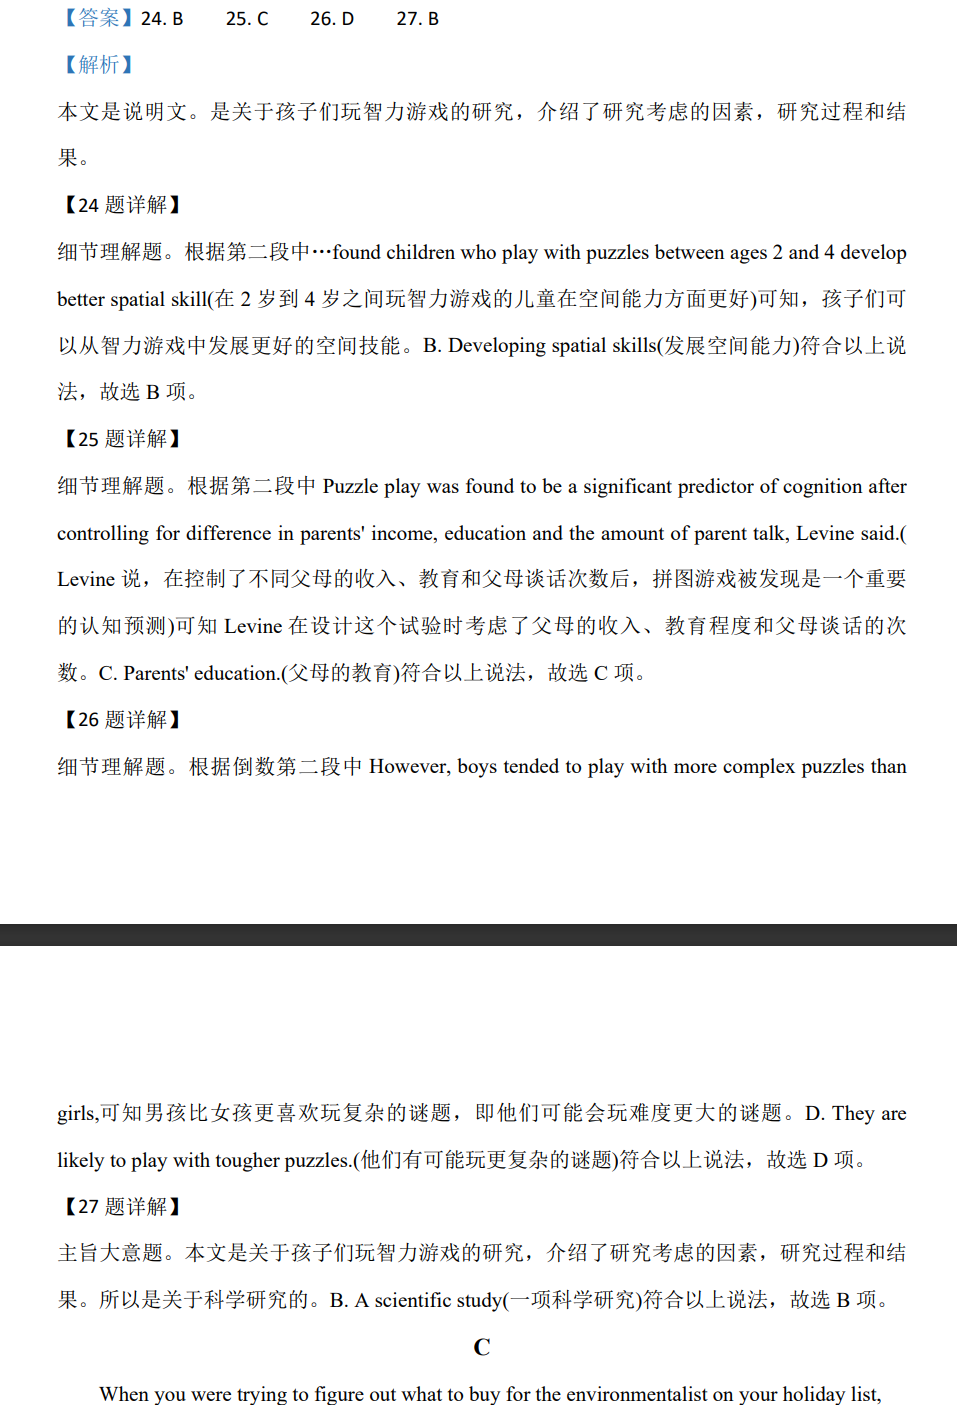 【答案】24. B 25. C 26. D 27. B
【解析】
本文是说明文。是关于孩子们玩智力游戏的研究，介绍了研究考虑的因素，研究过程和结
果。
【24 题详解】
细节理解题。根据第二段中…found children who play with puzzles between ages 2 and 4 develop
better spatial skill(在 2 岁到 4 岁之间玩智力游戏的儿童在空间能力方面更好)可知，孩子们可
以从智力游戏中发展更好的空间技能。B. Developing spatial skills(发展空间能力)符合以上说
法，故选 B 项。
【25 题详解】
细节理解题。根据第二段中 Puzzle play was found to be a significant predictor of cognition after
controlling for difference in parents' income, education and the amount of parent talk, Levine said.(
Levine 说，在控制了不同父母的收入、教育和父母谈话次数后，拼图游戏被发现是一个重要
的认知预测)可知 Levine 在设计这个试验时考虑了父母的收入、教育程度和父母谈话的次
数。C. Parents' education.(父母的教育)符合以上说法，故选 C 项。
【26 题详解】
细节理解题。根据倒数第二段中 However, boys tended to play with more complex puzzles than
girls,可知男孩比女孩更喜欢玩复杂的谜题，即他们可能会玩难度更大的谜题。D. They are
likely to play with tougher puzzles.(他们有可能玩更复杂的谜题)符合以上说法，故选 D 项。
【27 题详解】
主旨大意题。本文是关于孩子们玩智力游戏的研究，介绍了研究考虑的因素，研究过程和结
果。所以是关于科学研究的。B. A scientific study(一项科学研究)符合以上说法，故选 B 项。
C
When you were trying to figure out what to buy for the environmentalist on your holiday list,